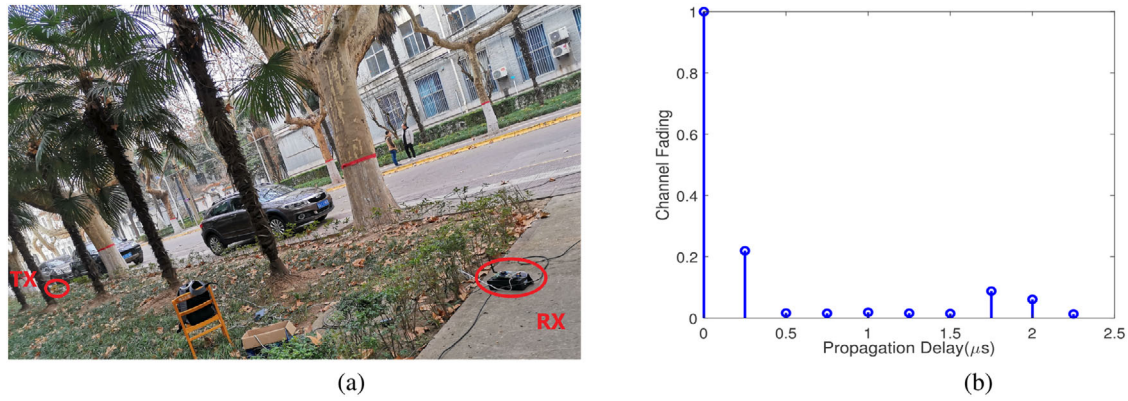 TX
RX
(a)
1
0.8
0.6
0.4
0.2
0
Channel Fading
0
0.5
1
1.5
2
2.5
Propagation Delay(μs)
(b)